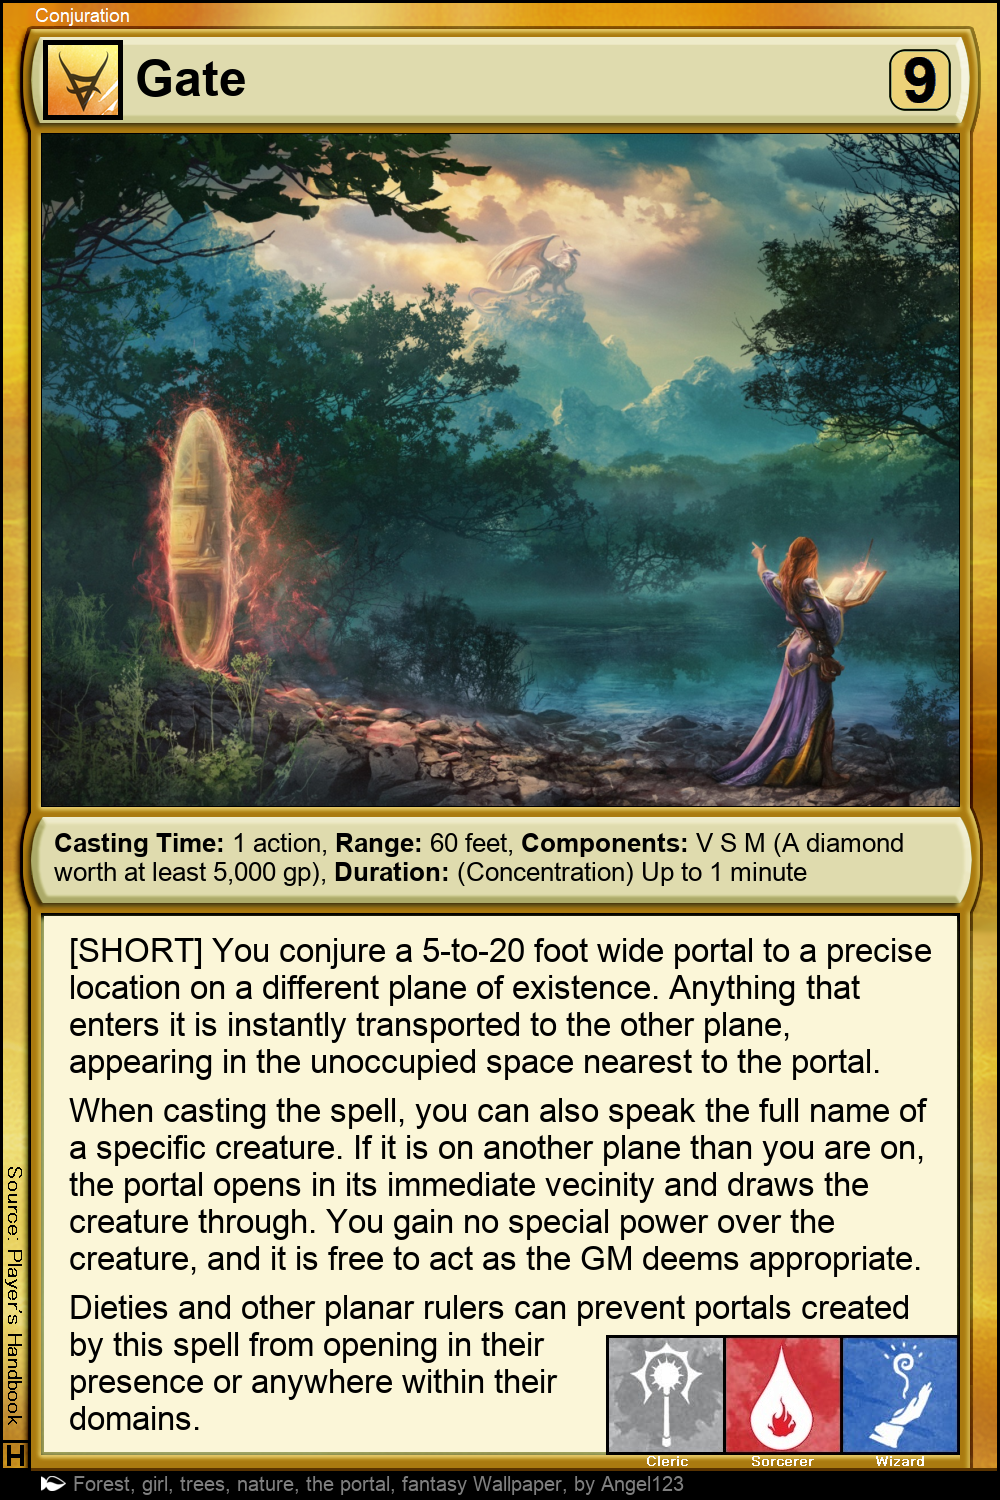 Conjuration
Gate
9
Casting Time: 1 action, Range: 60 feet, Components: V S M (A diamond
worth at least 5,000 gp), Duration: (Concentration) Up to 1 minute
[SHORT] You conjure a 5-to-20 foot wide portal to a precise
location on a different plane of existence. Anything that
enters it is instantly transported to the other plane,
appearing in the unoccupied space nearest to the portal.
When casting the spell, you can also speak the full name of
a specific creature. If it is on another plane than you are on,
the portal opens in its immediate vecinity and draws the
creature through. You gain no special power over the
creature, and it is free to act as the GM deems appropriate.
Dieties and other planar rulers can prevent portals created
by this spell from opening in their
presence or anywhere within their
domains.
Cleric
Sorcerer
Wizard
Source: Player's Handbook
H
Forest, girl, trees, nature, the portal, fantasy Wallpaper, by Angel123